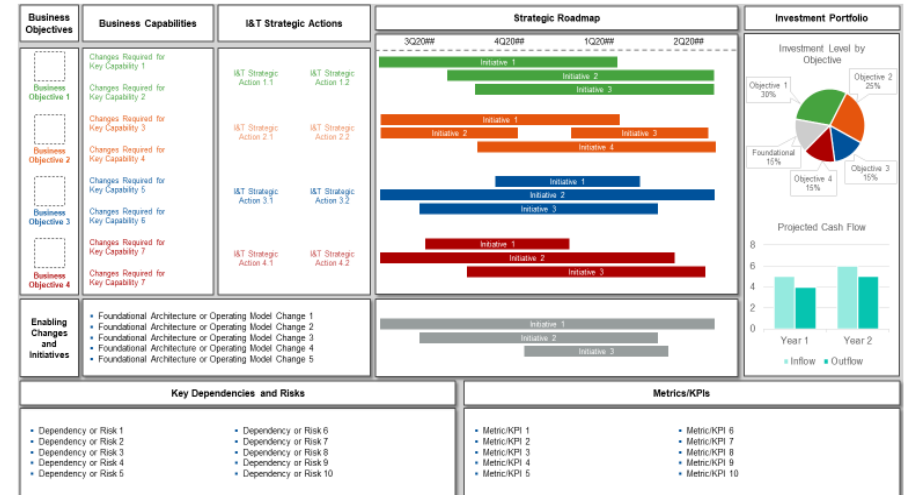 Business
Objectives
Business Capabilities
I&T Strategic Actions
Strategic Roadmap
Investment Portfolio
3Q20##
4Q20##
1Q20##
2Q20##
Business
Objective 1
Changes Required for
Key Capability 1
Changes Required for
Key Capability 2
I&T Strategic
Action 1.1
I&T Strategic
Action 1.2
Initiative 1
Initiative 2
Initiative 3
Business
Objective 2
Changes Required for
Key Capability 3
Changes Required for
Key Capability 4
I&T Strategic
Action 2.1
I&T Strategic
Action 2.2
Initiative 1
Initiative 2
Initiative 3
Initiative 4
Business
Objective 3
Changes Required for
Key Capability 5
Changes Required for
Key Capability 6
I&T Strategic
Action 3.1
I&T Strategic
Action 3.2
Initiative 1
Initiative 2
Initiative 3
Business
Objective 4
Changes Required for
Key Capability 7
Changes Required for
Key Capability 7
I&T Strategic
Action 4.1
I&T Strategic
Action 4.2
Initiative 1
Initiative 2
Initiative 3
Investment Level by
Objective
Objective 1
30%
Objective 2
25%
Foundational
15%
Objective 4
15%
Objective 3
15%
Projected Cash Flow
8
6
4
2
0
Year 1
Year 2
Inflow
Outflow
Enabling
Changes
and
Initiatives
Foundational Architecture or Operating Model Change 1
Foundational Architecture or Operating Model Change 2
Foundational Architecture or Operating Model Change 3
Foundational Architecture or Operating Model Change 4
Foundational Architecture or Operating Model Change 5
Initiative 1
Initiative 2
Initiative 3
Key Dependencies and Risks
Dependency or Risk 1
Dependency or Risk 2
Dependency or Risk 3
Dependency or Risk 4
Dependency or Risk 5
Dependency or Risk 6
Dependency or Risk 7
Dependency or Risk 8
Dependency or Risk 9
Dependency or Risk 10
Metrics/KPIs
Metric/KPI 1
Metric/KPI 2
Metric/KPI 3
Metric/KPI 4
Metric/KPI 5
Metric/KPI 6
Metric/KPI 7
Metric/KPI 8
Metric/KPI 9
Metric/KPI 10